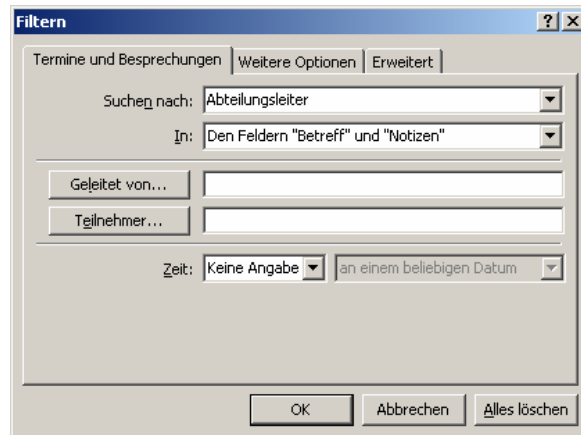 Filtern
Termine und Besprechungen Weitere Optionen Erweitert
Suchen nach: Abteilungsleiter
In: Den Feldern "Betreff" und "Notizen"
Geleitet von...
Teilnehmer...
Zeit: Keine Angabe an einem beliebigen Datum
OK Abbrechen Alles löschen